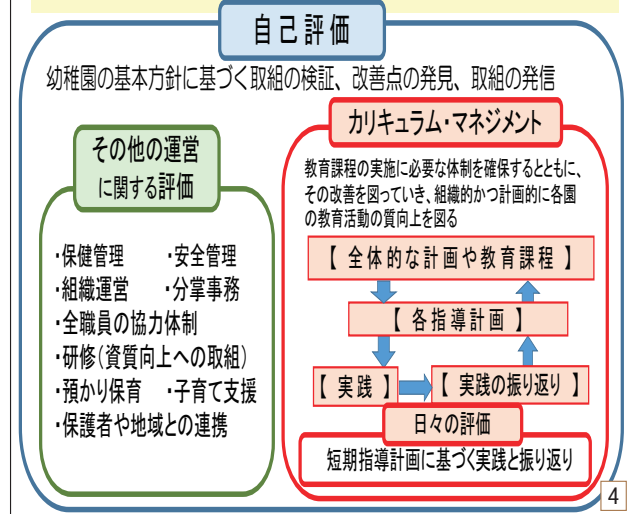 自己評価
幼稚園の基本方針に基づく取組の検証、改善点の発見、取組の発信
その他の運営
に関する評価
・保健管理　・安全管理
・組織運営　・分掌事務
・全職員の協力体制
・研修(資質向上への取組)
・預かり保育　・子育て支援
・保護者や地域との連携
カリキュラム・マネジメント
教育課程の実施に必要な体制を確保するとともに、
その改善を図っていき、組織的かつ計画的に各園
の教育活動の質向上を図る
【 全体的な計画や教育課程 】
【 各指導計画 】
【 実践 】
【 実践の振り返り 】
日々の評価
短期指導計画に基づく実践と振り返り
4